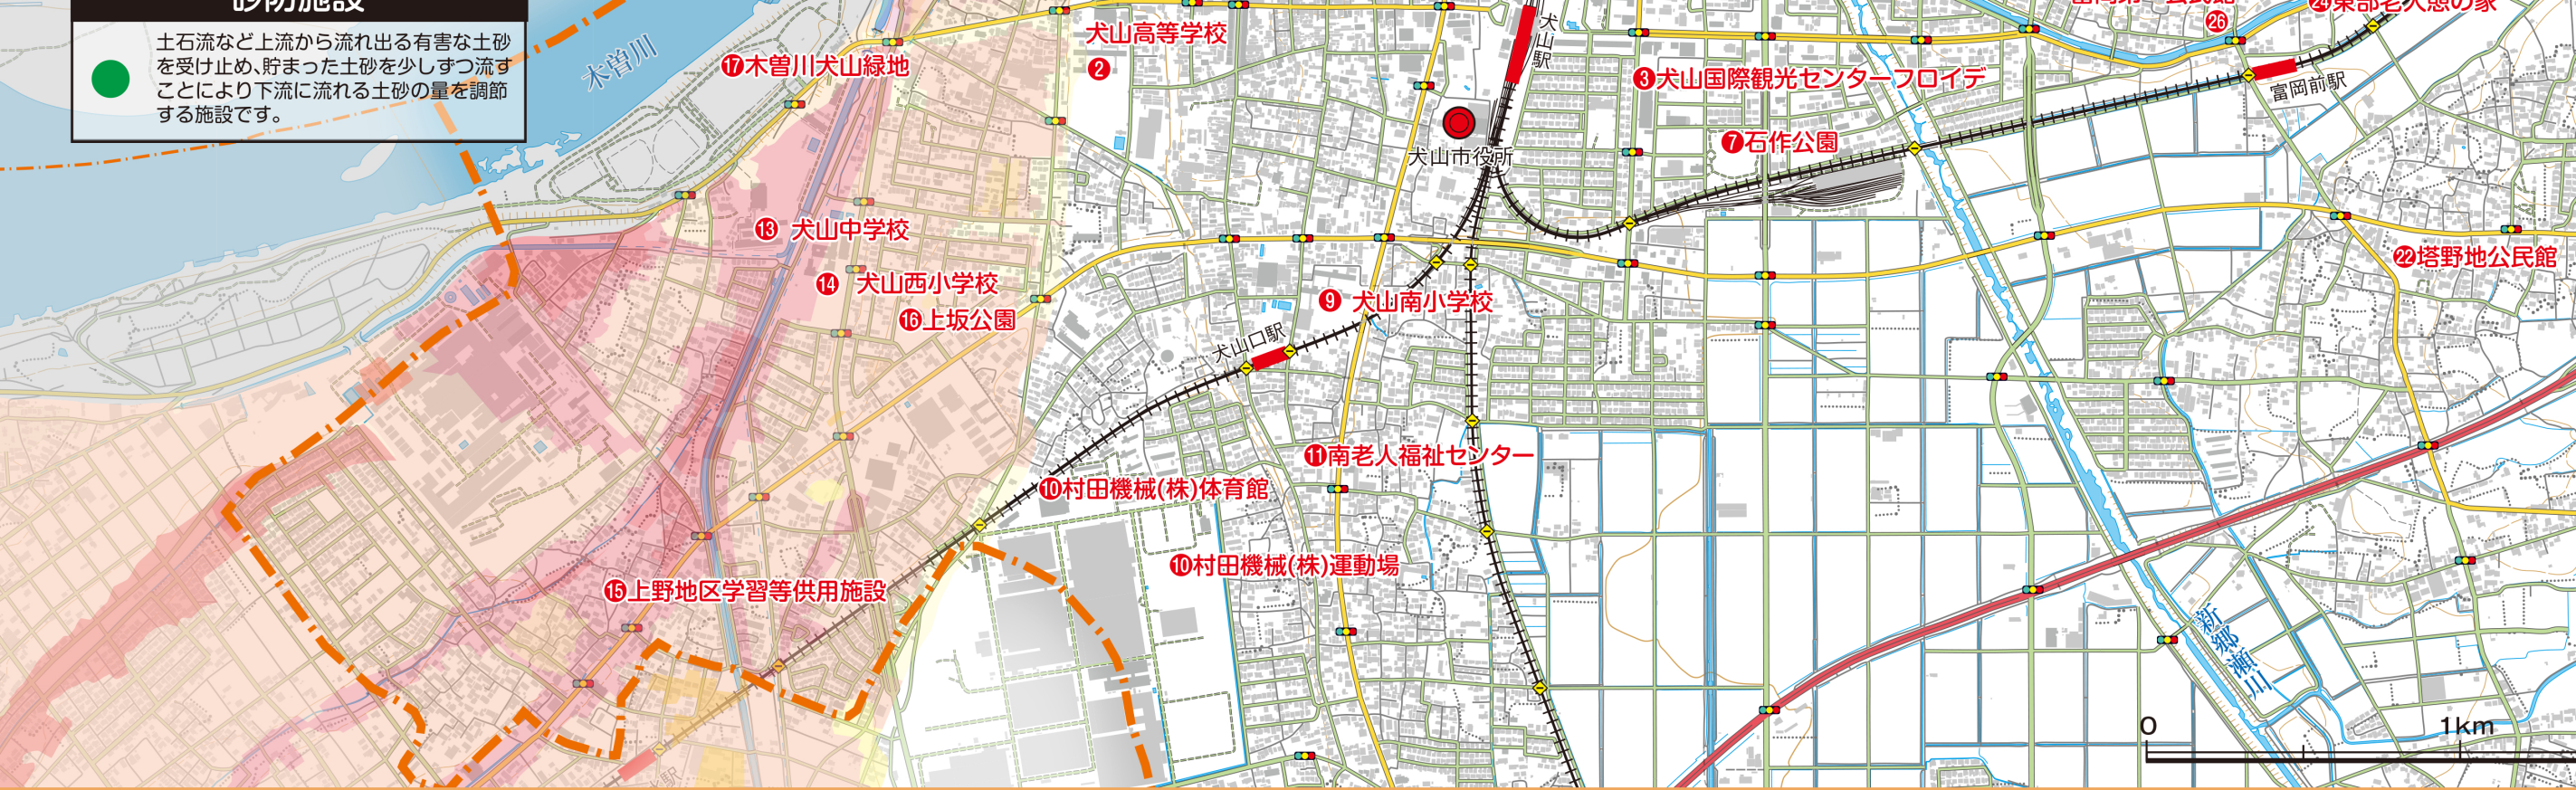 砂防施設
土石流など上流から流れ出る有害な土砂
を受け止め、貯まった土砂を少しずつ流す
ことにより下流に流れる土砂の量を調節
する施設です。
木曽川
⑰木曽川犬山緑地
犬山高等学校
②
犬山駅
③犬山国際観光センターフロイデ
㉖
㉔東部老人憩の家
富岡前駅
犬山市役所
⑦石作公園
⑬ 犬山中学校
⑭ 犬山西小学校
⑯上坂公園
⑨ 犬山南小学校
犬山口駅
㉒塔野地公民館
⑪南老人福祉センター
⑩村田機械(株)体育館
⑩村田機械(株)運動場
⑮上野地区学習等供用施設
新郷瀬川
0 1km